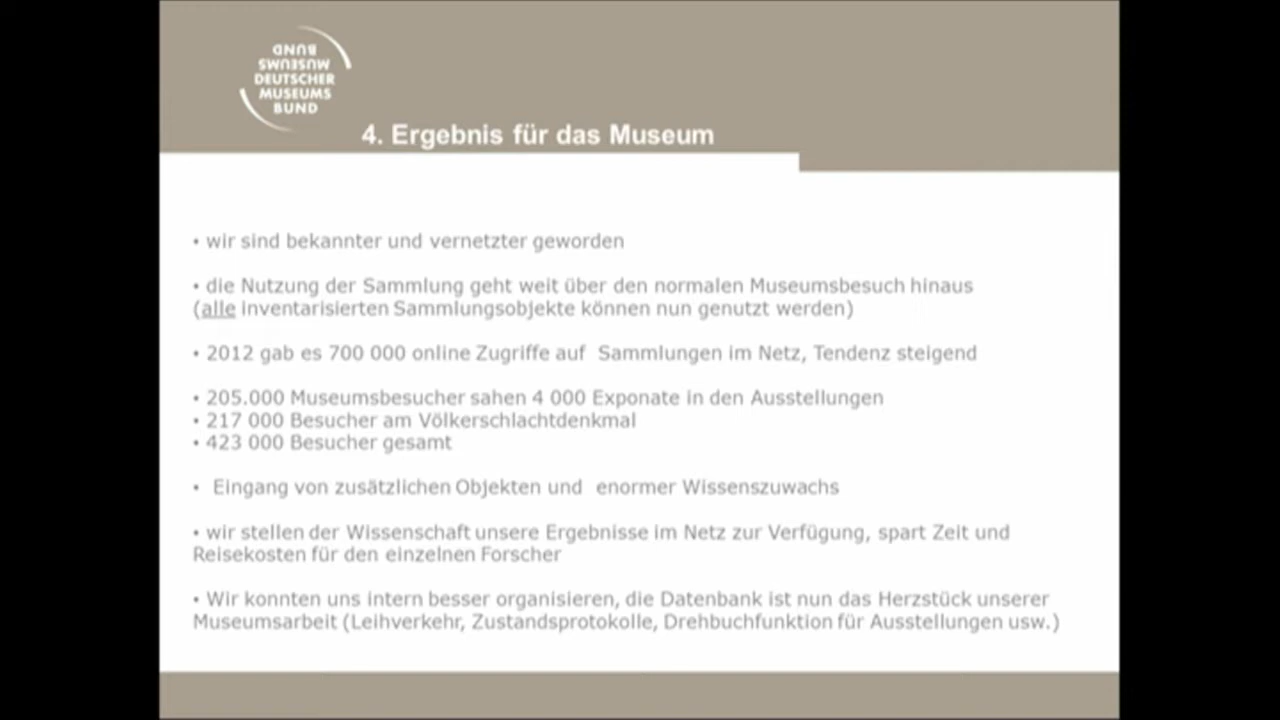 BUND
MUSEUMS
DEUTSCHER
MUSEUMS
BUND
4. Ergebnis für das Museum
• wir sind bekannter und vernetzter geworden
• die Nutzung der Sammlung geht weit über den normalen Museumsbesuch hinaus
(alle inventarisierten Sammlungsobjekte können nun genutzt werden)
• 2012 gab es 700 000 online Zugriffe auf Sammlungen im Netz, Tendenz steigend
• 205.000 Museumsbesucher sahen 4 000 Exponate in den Ausstellungen
• 217 000 Besucher am Völkerschlachtdenkmal
• 423 000 Besucher gesamt
• Eingang von zusätzlichen Objekten und enormer Wissenszuwachs
• wir stellen der Wissenschaft unsere Ergebnisse im Netz zur Verfügung, spart Zeit und
Reisekosten für den einzelnen Forscher
• Wir konnten uns intern besser organisieren, die Datenbank ist nun das Herzstück unserer
Museumsarbeit (Leihverkehr, Zustandsprotokolle, Drehbuchfunktion für Ausstellungen usw.)